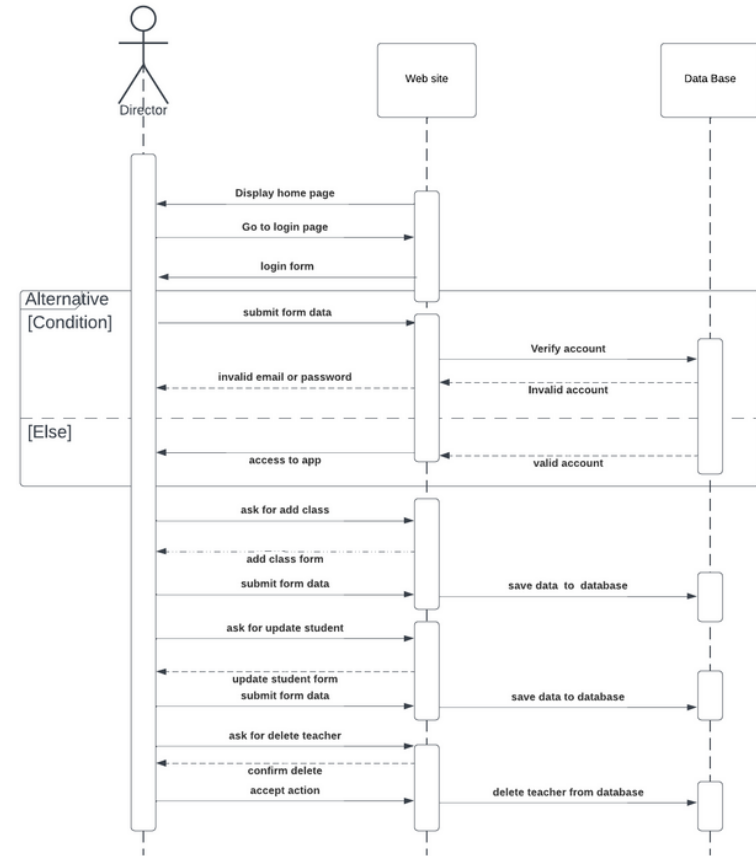 Director
Web site
Data Base
Display home page
Go to login page
login form
Alternative
[Condition]
submit form data
Verify account
invalid email or password
Invalid account
[Else]
access to app
valid account
ask for add class
add class form
submit form data
save data to database
ask for update student
update student form
submit form data
save data to database
ask for delete teacher
confirm delete
accept action
delete teacher from database